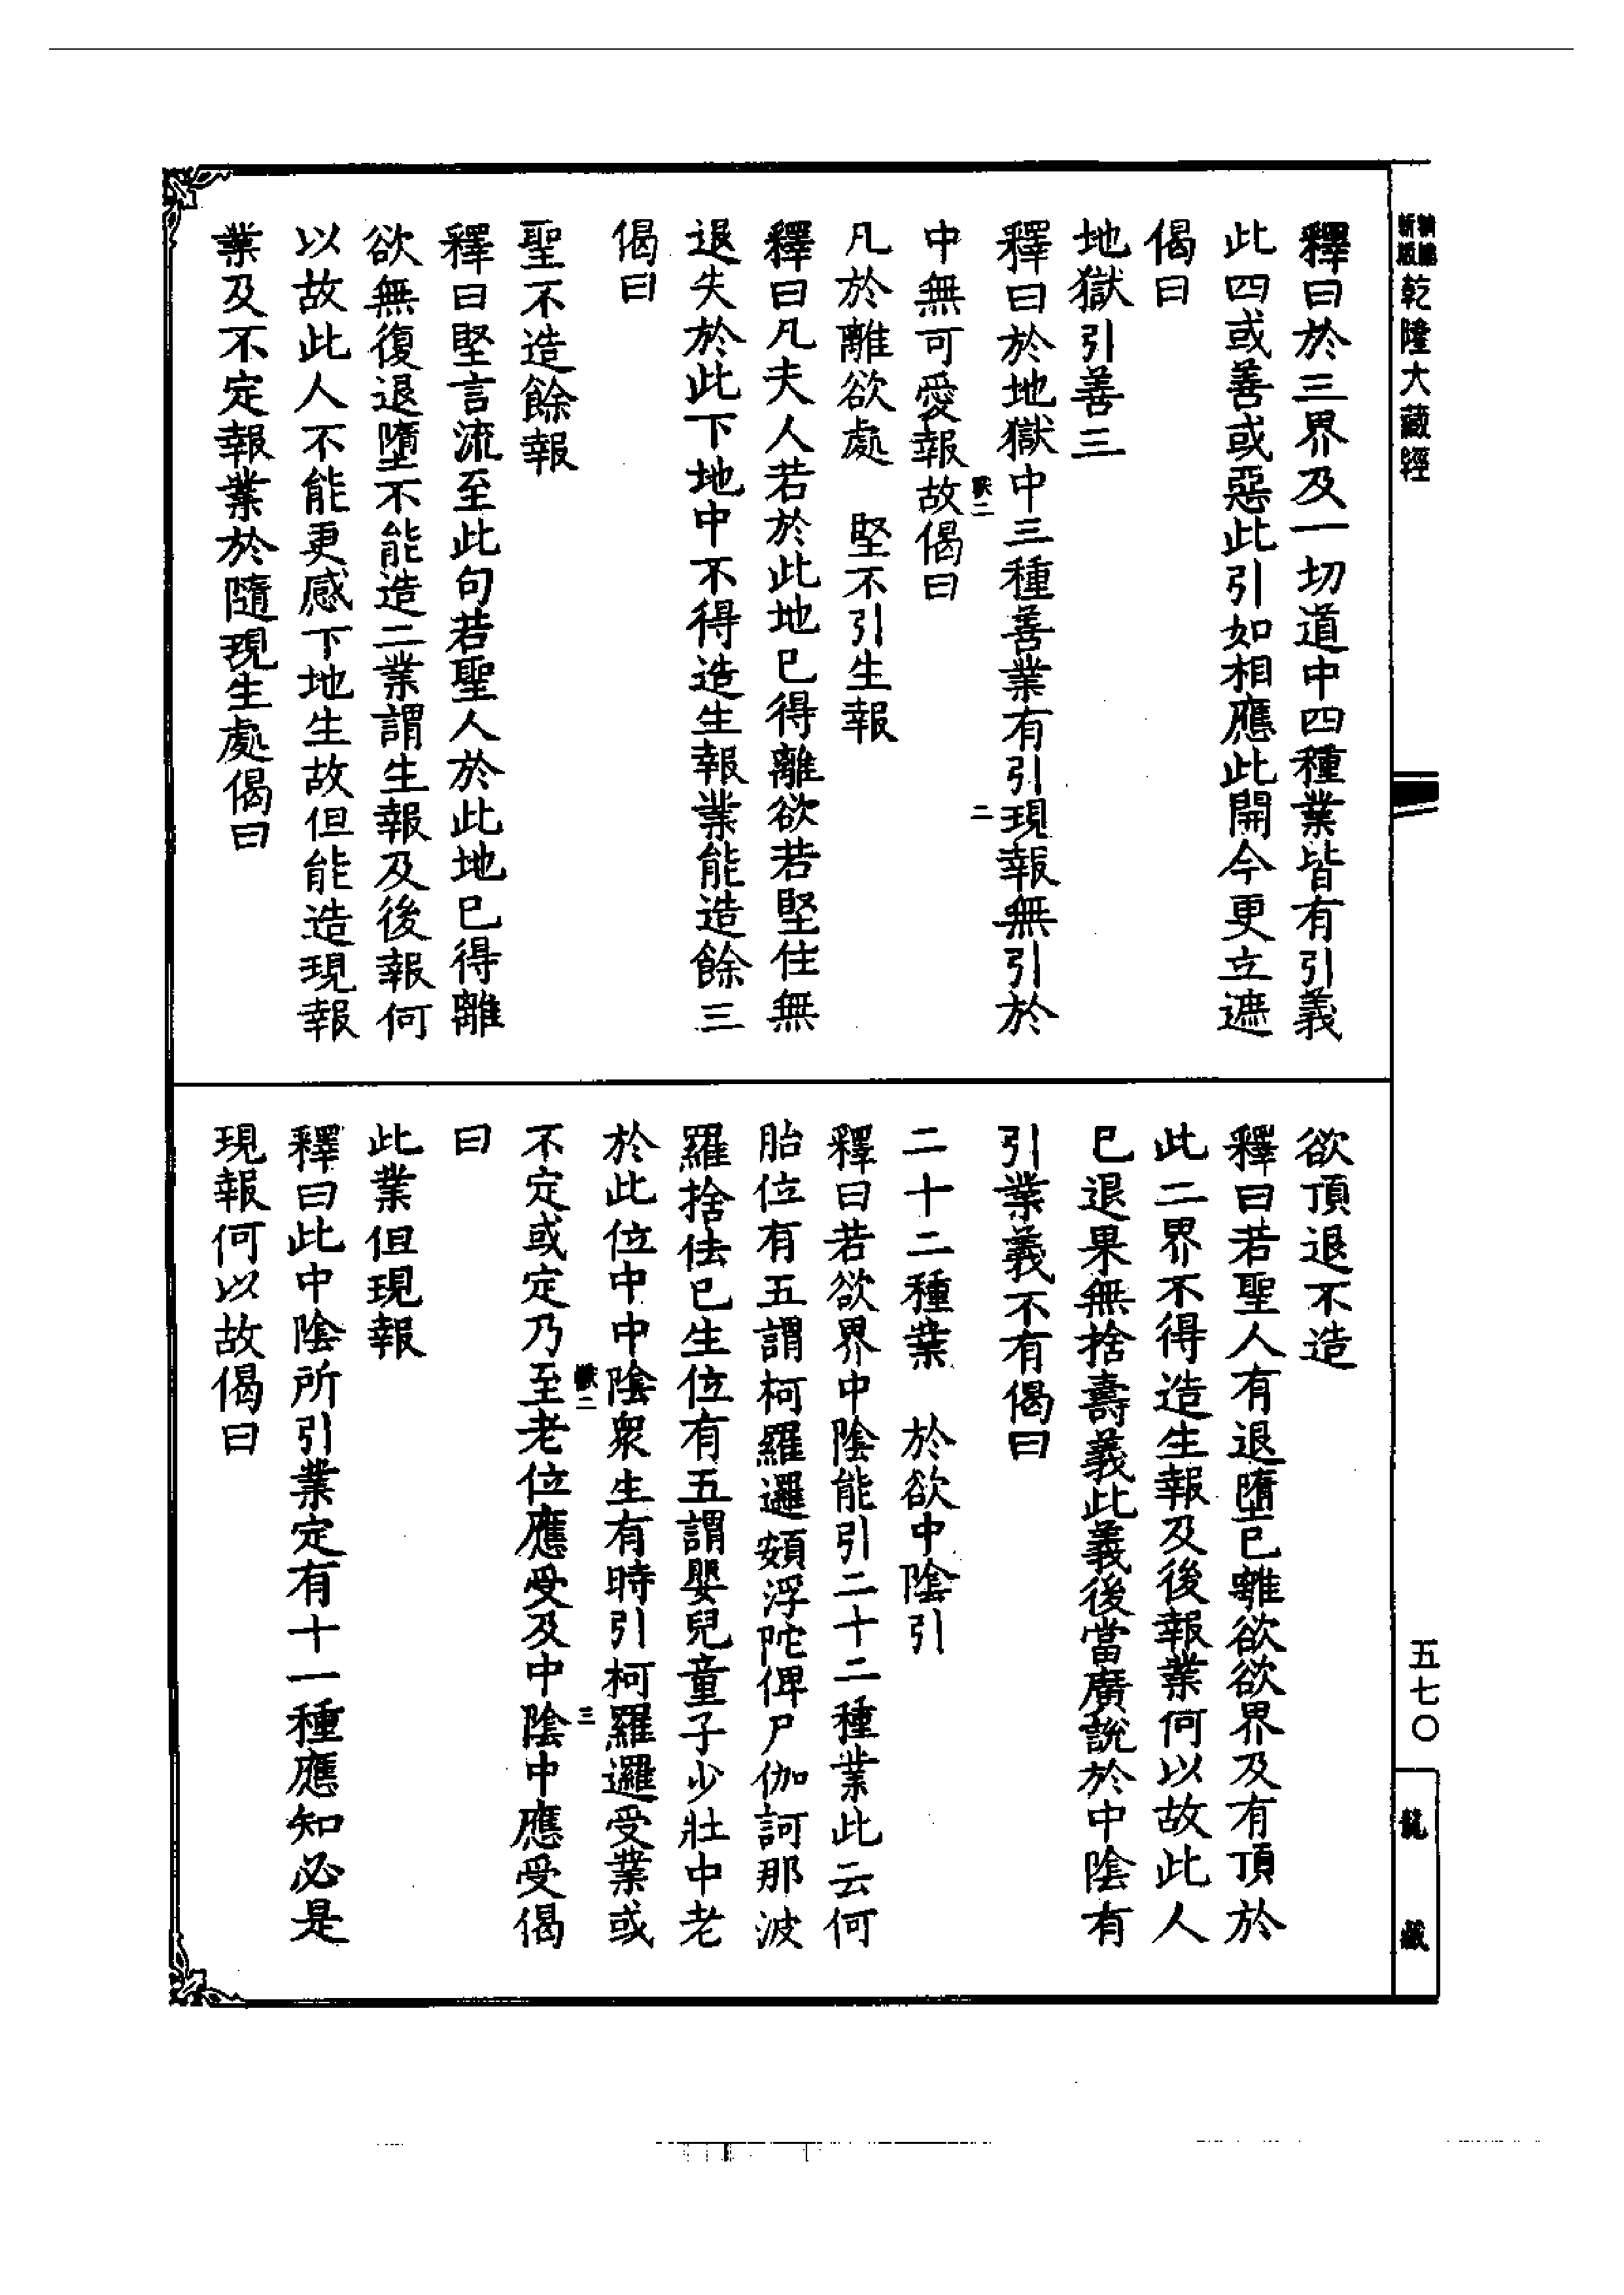 新編
新版
乾隆大藏經
釋曰於三界及一切道中四種業皆有引義
此四或善或惡此引如相應此開今更立遮
偈曰
地獄引善三
釋曰於地獄中三種善業有引現報無引於
二
二
中無可愛報故偈曰
凡於離欲處　堅不引生報
釋曰凡夫人若於此地已得離欲若堅住無
退失於此下地中不得造生報業能造餘三
偈曰
聖不造餘報
釋曰堅言流至此句若聖人於此地已得離
欲無復退墮不能造二業謂生報及後報何
以故此人不能更感下地生故但能造現報
業及不定報業於隨現生處偈曰
欲頂退不造
釋曰若聖人有退墮已離欲欲界及有頂於
此二界不得造生報及後報業何以故此人
已退果無捨壽義此義後當廣說於中陰有
引業義不有偈曰
二十二種業　於欲中陰引
釋曰若欲界中陰能引二十二種業此云何
胎位有五謂柯羅邏頞浮陀俾尸伽訶那波
羅捨佉已生位有五謂嬰兒童子少壯中老
於此位中中陰衆生有時引柯羅邏受業或
二
三
不定或定乃至老位應受及中陰中應受偈
曰
此業但現報
釋曰此中陰所引業定有十一種應知必是
現報何以故偈曰
五七〇
龍藏